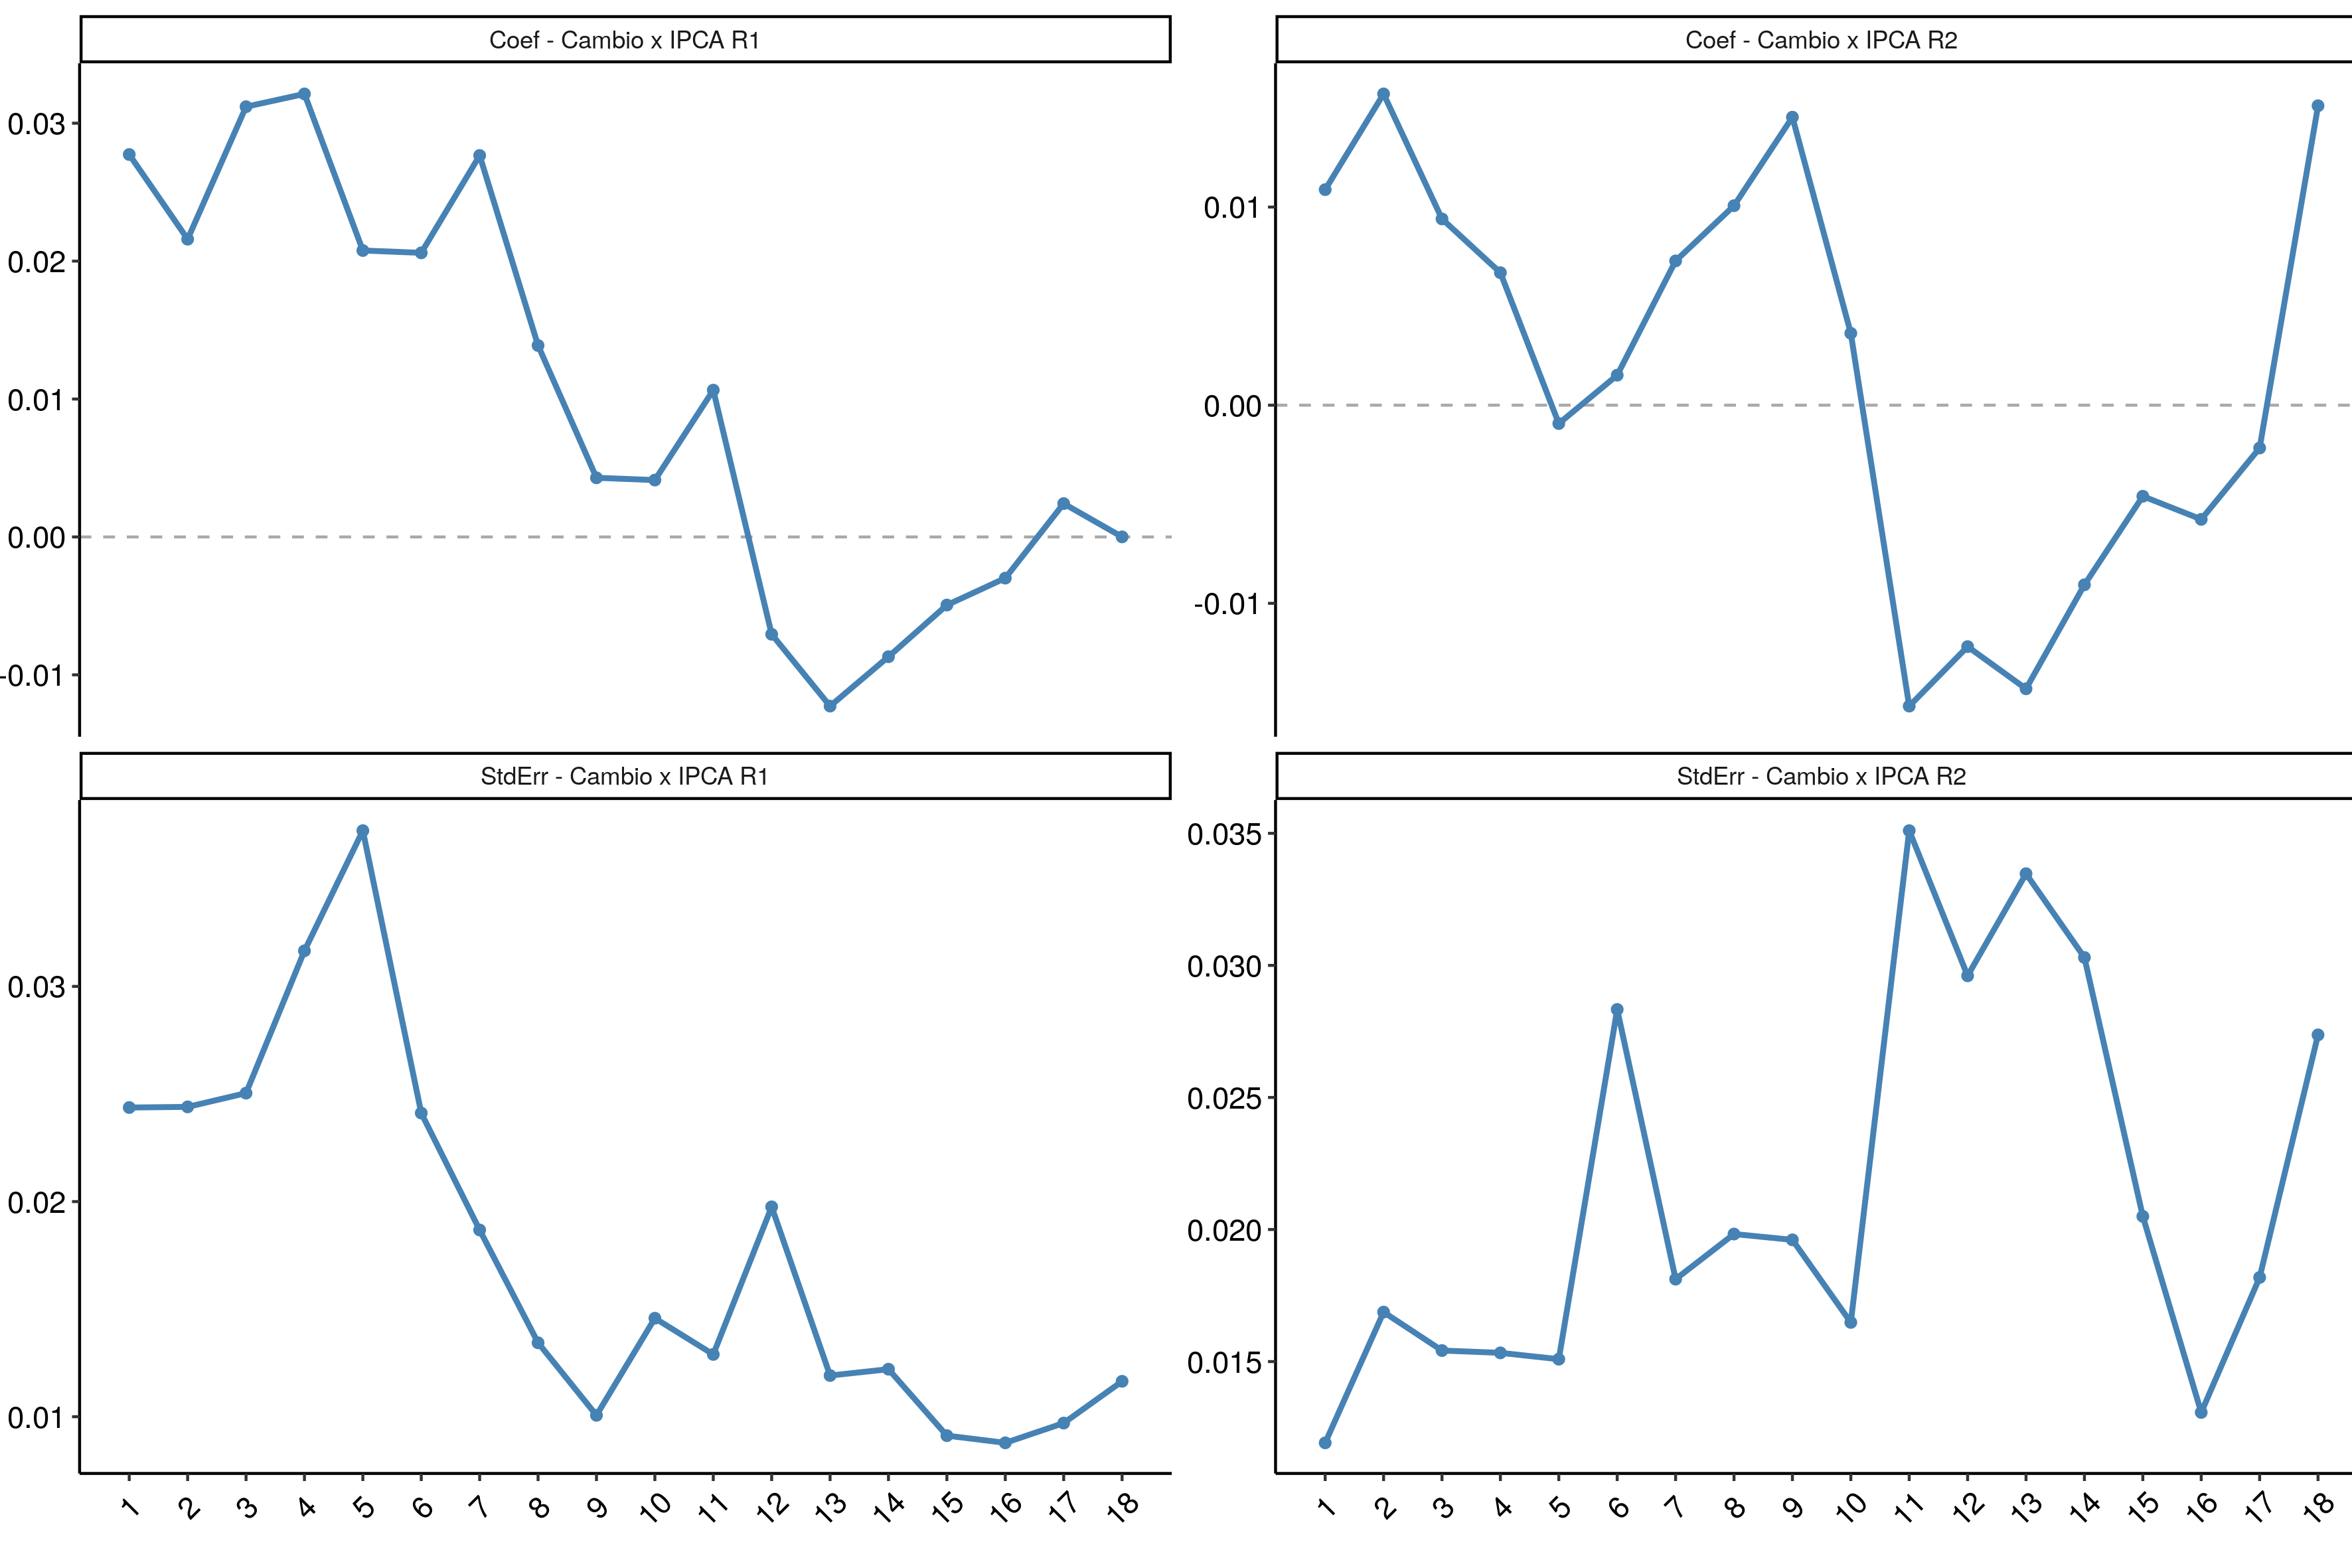 Coef - Cambio x IPCA R1
Coef - Cambio x IPCA R2
0.03
0.02
0.01
0.00
-0.01
0.01
0.00
-0.01
StdErr - Cambio x IPCA R1
StdErr - Cambio x IPCA R2
0.03
0.02
0.01
0.035
0.030
0.025
0.020
0.015
1 2 3 4 5 6 7 8 9 10 11 12 13 14 15 16 17 18
1 2 3 4 5 6 7 8 9 10 11 12 13 14 15 16 17 18